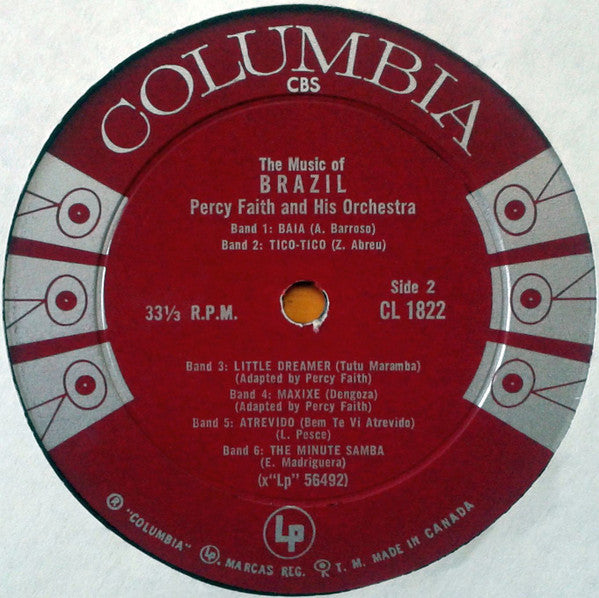 COLUMBIA
CBS
The Music of
BRAZIL
Percy Faith and His Orchestra
Band 1: BAIA (A. Barroso)
Band 2: TICO-TICO (Z. Abreu)
Side 2
33⅓ R.P.M.
CL 1822
Band 3: LITTLE DREAMER (Tutu Maramba)
(Adapted by Percy Faith)
Band 4: MAXIXE (Dengoza)
(Adapted by Percy Faith)
Band 5: ATREVIDO (Bem Te Vi Atrevido)
(L. Pesce)
Band 6: THE MINUTE SAMBA
(E. Madriguera)
(x"Lp" 56492)
Lp
® "COLUMBIA" Lp. MARCAS REG. T. M. MADE IN CANADA